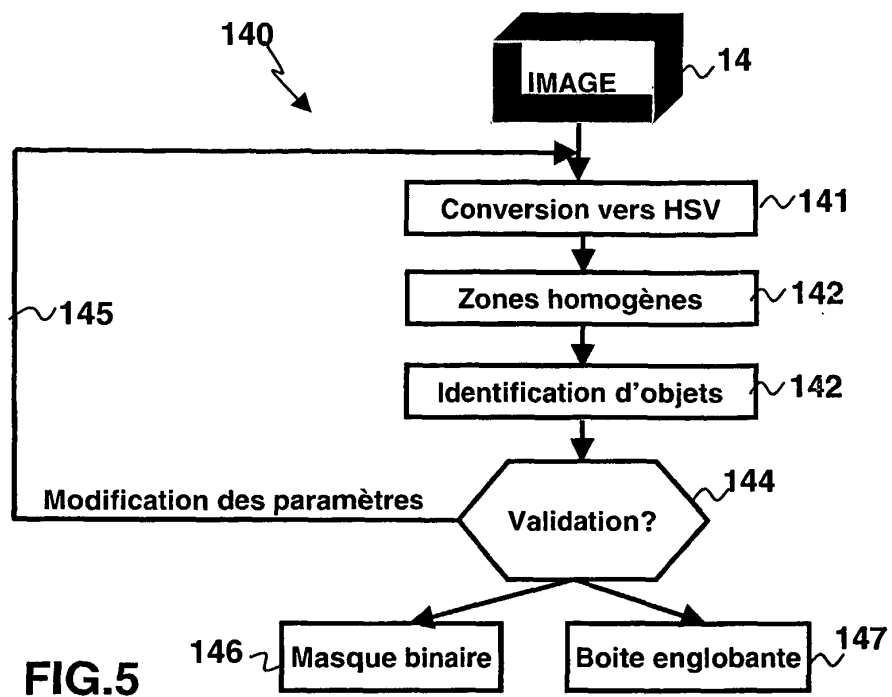 140
14
IMAGE
Conversion vers HSV
141
Zones homogènes
142
145
Identification d'objets
142
Modification des paramètres
144
Validation?
146
Masque binaire
Boite englobante
147
FIG.5